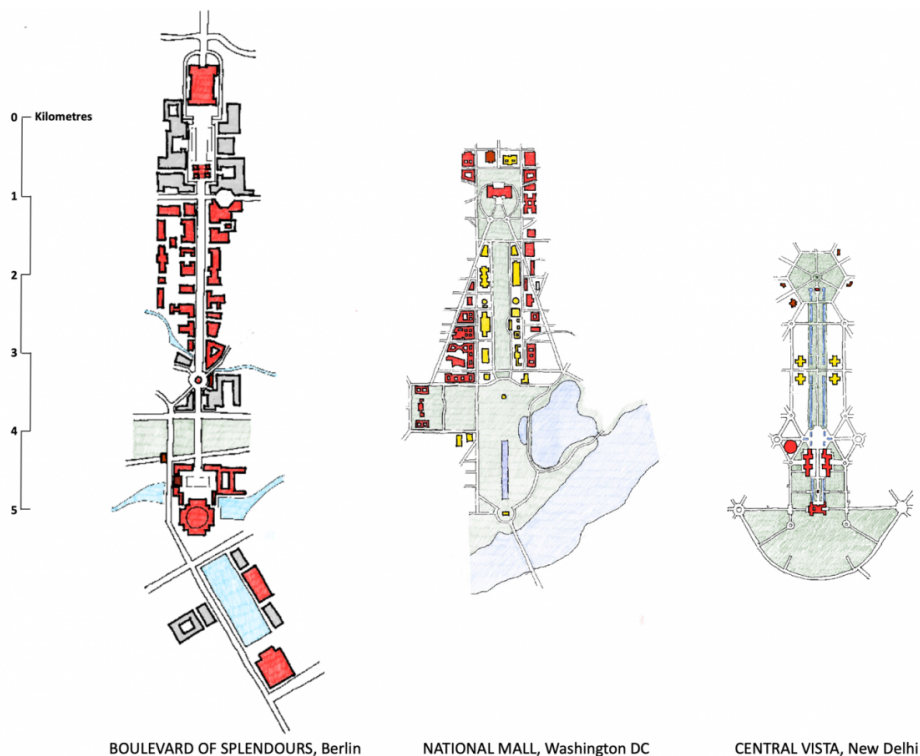 0 Kilometres
1
2
3
4
5
BOULEVARD OF SPLENDOURS, Berlin
NATIONAL MALL, Washington DC
CENTRAL VISTA, New Delhi